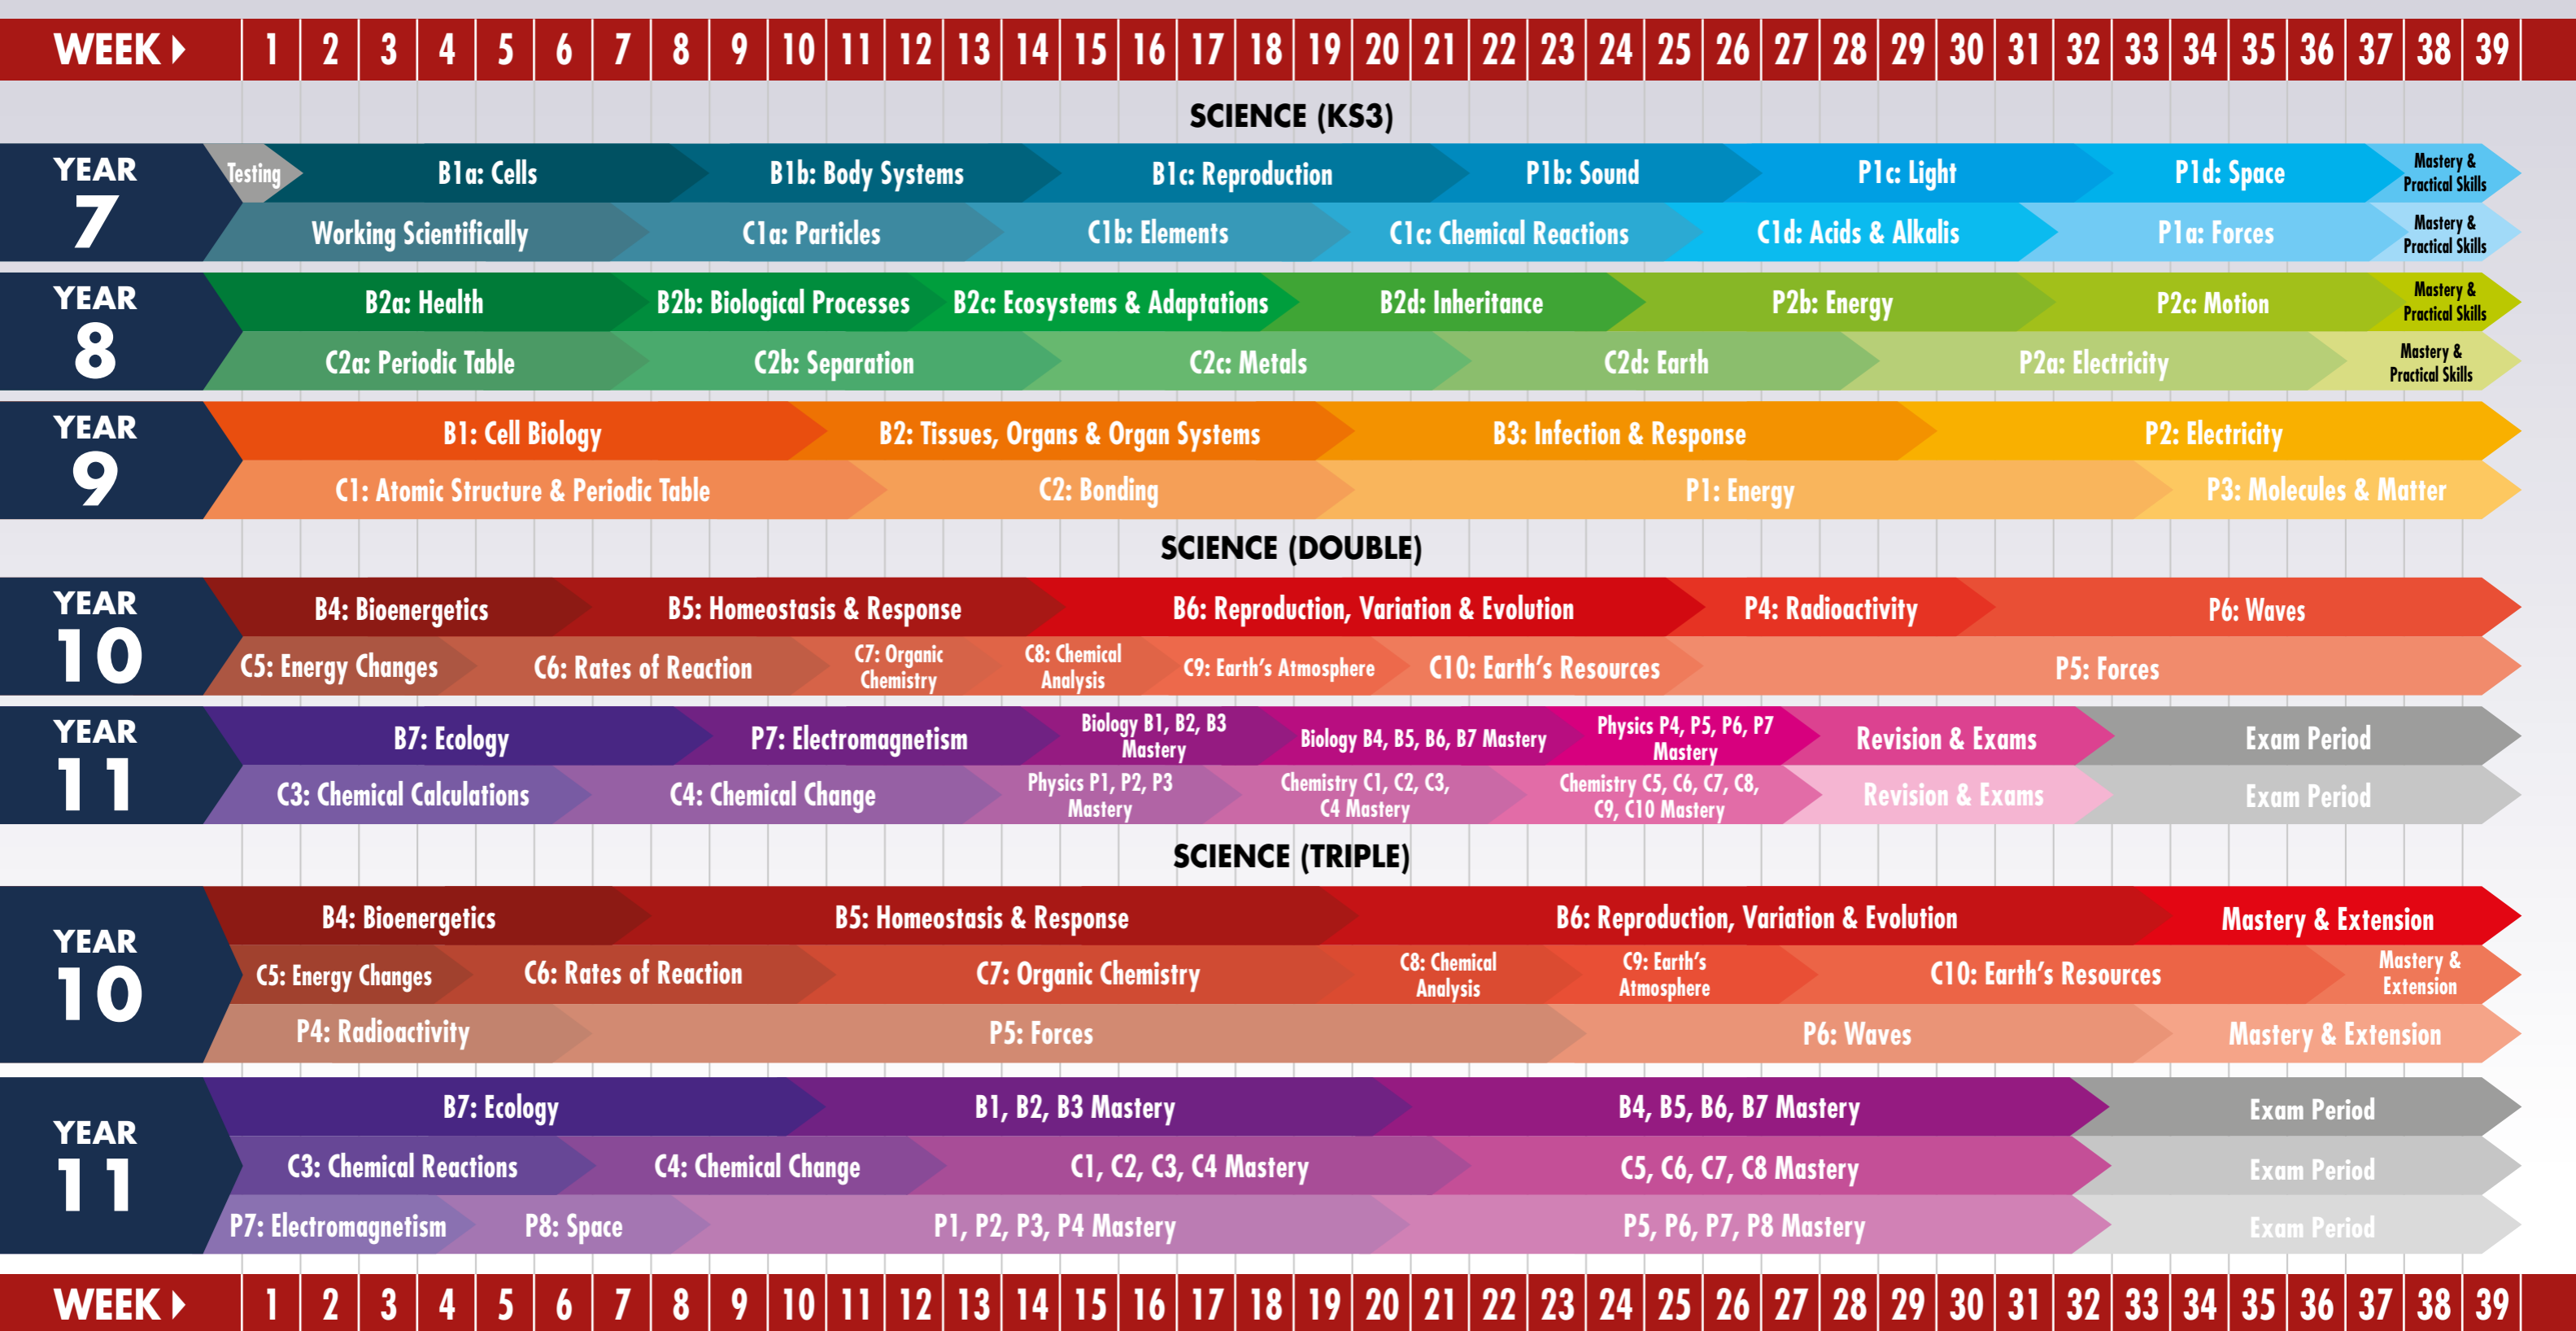 WEEK 1 2 3 4 5 6 7 8 9 10 11 12 13 14 15 16 17 18 19 20 21 22 23 24 25 26 27 28 29 30 31 32 33 34 35 36 37 38 39
SCIENCE (KS3)
YEAR
7
Testing
B1a: Cells
B1b: Body Systems
B1c: Reproduction
P1b: Sound
P1c: Light
P1d: Space
Mastery &
Practical Skills
Working Scientifically
C1a: Particles
C1b: Elements
C1c: Chemical Reactions
C1d: Acids & Alkalis
P1a: Forces
Mastery &
Practical Skills
YEAR
8
B2a: Health
B2b: Biological Processes
B2c: Ecosystems & Adaptations
B2d: Inheritance
P2b: Energy
P2c: Motion
Mastery &
Practical Skills
C2a: Periodic Table
C2b: Separation
C2c: Metals
C2d: Earth
P2a: Electricity
Mastery &
Practical Skills
YEAR
9
B1: Cell Biology
B2: Tissues, Organs & Organ Systems
B3: Infection & Response
P2: Electricity
C1: Atomic Structure & Periodic Table
C2: Bonding
P1: Energy
P3: Molecules & Matter
SCIENCE (DOUBLE)
YEAR
10
B4: Bioenergetics
B5: Homeostasis & Response
B6: Reproduction, Variation & Evolution
P4: Radioactivity
P6: Waves
C5: Energy Changes
C6: Rates of Reaction
C7: Organic
Chemistry
C8: Chemical
Analysis
C9: Earth's Atmosphere
C10: Earth's Resources
P5: Forces
YEAR
11
B7: Ecology
P7: Electromagnetism
Biology B1, B2, B3
Mastery
Biology B4, B5, B6, B7 Mastery
Physics P4, P5, P6, P7
Mastery
Revision & Exams
Exam Period
C3: Chemical Calculations
C4: Chemical Change
Physics P1, P2, P3
Mastery
Chemistry C1, C2, C3,
C4 Mastery
Chemistry C5, C6, C7, C8,
C9, C10 Mastery
Revision & Exams
Exam Period
SCIENCE (TRIPLE)
YEAR
10
B4: Bioenergetics
B5: Homeostasis & Response
B6: Reproduction, Variation & Evolution
Mastery & Extension
C5: Energy Changes
C6: Rates of Reaction
C7: Organic Chemistry
C8: Chemical
Analysis
C9: Earth's
Atmosphere
C10: Earth's Resources
Mastery &
Extension
P4: Radioactivity
P5: Forces
P6: Waves
Mastery & Extension
YEAR
11
B7: Ecology
B1, B2, B3 Mastery
B4, B5, B6, B7 Mastery
Exam Period
C3: Chemical Reactions
C4: Chemical Change
C1, C2, C3, C4 Mastery
C5, C6, C7, C8 Mastery
Exam Period
P7: Electromagnetism
P8: Space
P1, P2, P3, P4 Mastery
P5, P6, P7, P8 Mastery
Exam Period
WEEK 1 2 3 4 5 6 7 8 9 10 11 12 13 14 15 16 17 18 19 20 21 22 23 24 25 26 27 28 29 30 31 32 33 34 35 36 37 38 39